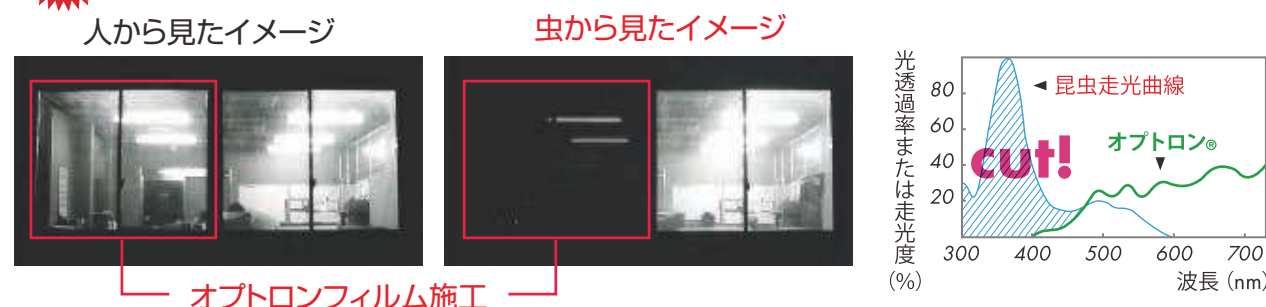 人から見たイメージ
虫から見たイメージ
オプトロンフィルム施工
光透過率または走光度
(%)
80
60
40
20
◄ 昆虫走光曲線
cut!
オプトロン®
▼
300 400 500 600 700
波長 (nm)